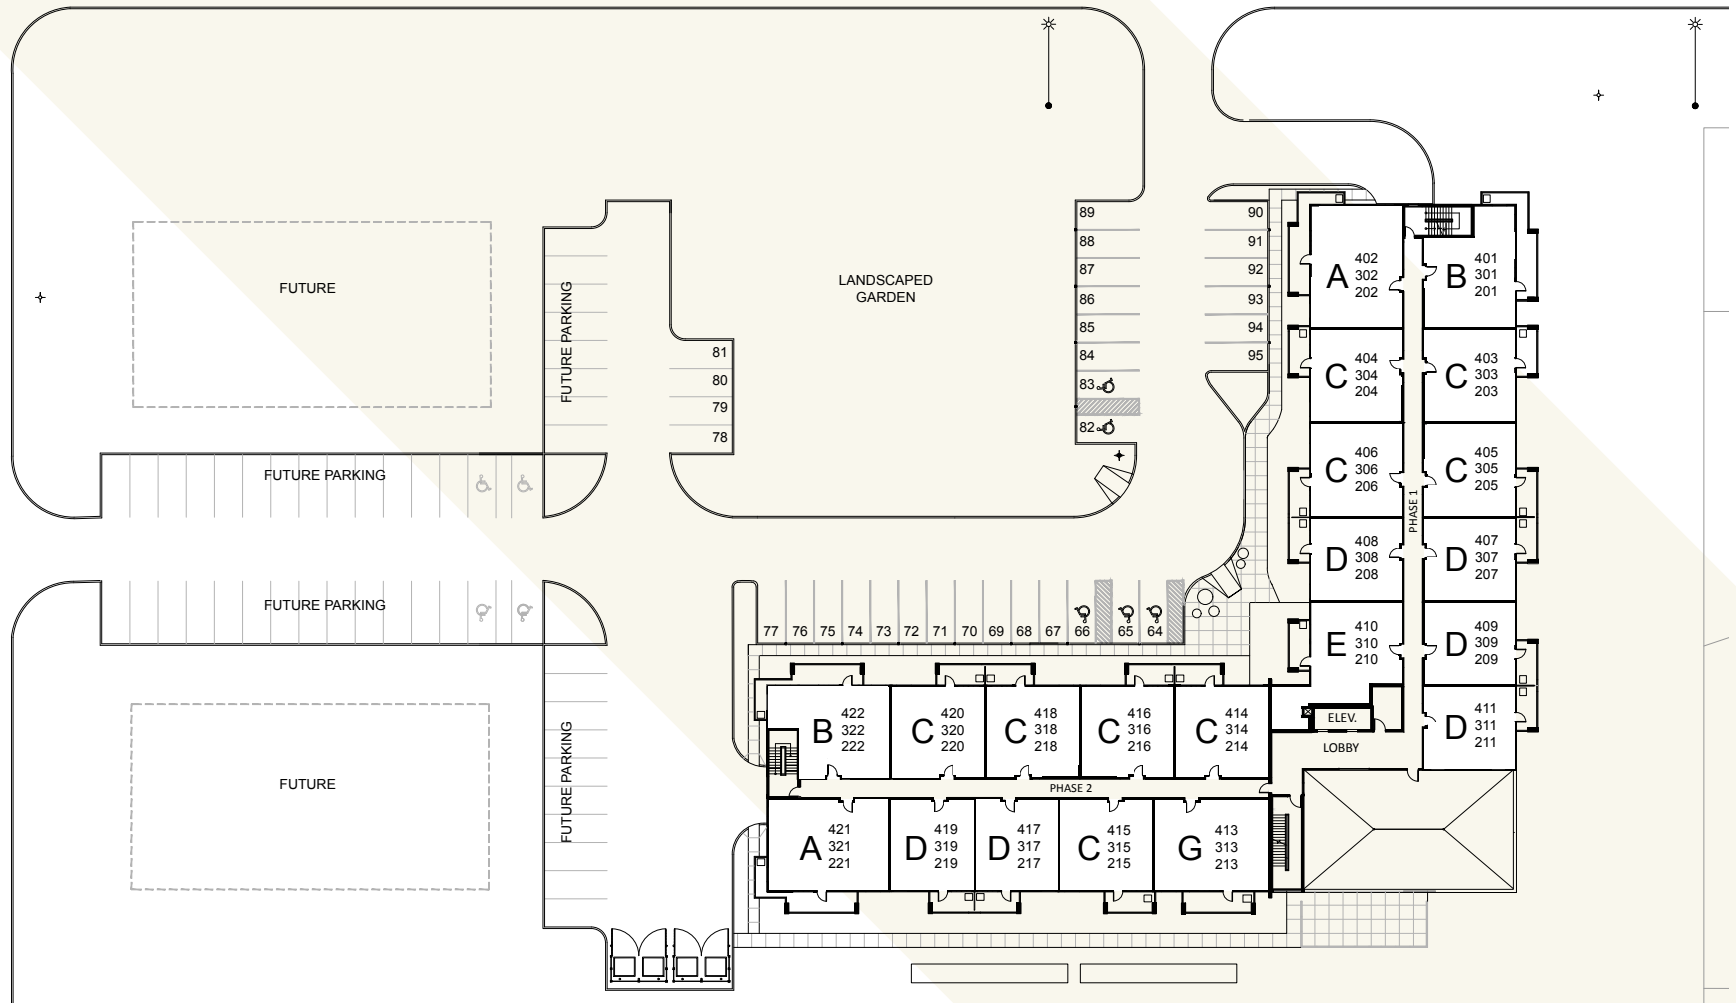 FUTURE
FUTURE PARKING
LANDSCAPED
GARDEN
81
80
79
78
89
88
87
86
85
84
83
82
90
91
92
93
94
95
FUTURE PARKING
FUTURE PARKING
77 76 75 74 73 72 71 70 69 68 67 66 65 64
FUTURE
FUTURE PARKING
A
402
302
202
B
401
301
201
C
404
304
204
C
403
303
203
C
406
306
206
C
405
305
205
PHASE 1
D
408
308
208
D
407
307
207
E
410
310
210
D
409
309
209
D
411
311
211
ELEV.
LOBBY
B
422
322
222
C
420
320
220
C
418
318
218
C
416
316
216
C
414
314
214
PHASE 2
A
421
321
221
D
419
319
219
D
417
317
217
C
415
315
215
G
413
313
213